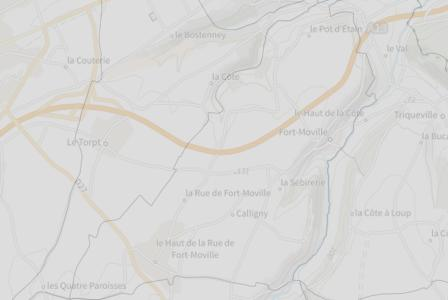 le Bostenney
le Pot d'Étain
le Val
la Couterie
la Côte
le Haut de la Côte
Triqueville
Fort-Moville
Le Torpt
la Sébirerie
D27
la Rue de Fort-Moville
Calligny
la Côte à Loup
le Haut de la Rue de
Fort-Moville
les Quatre Paroisses